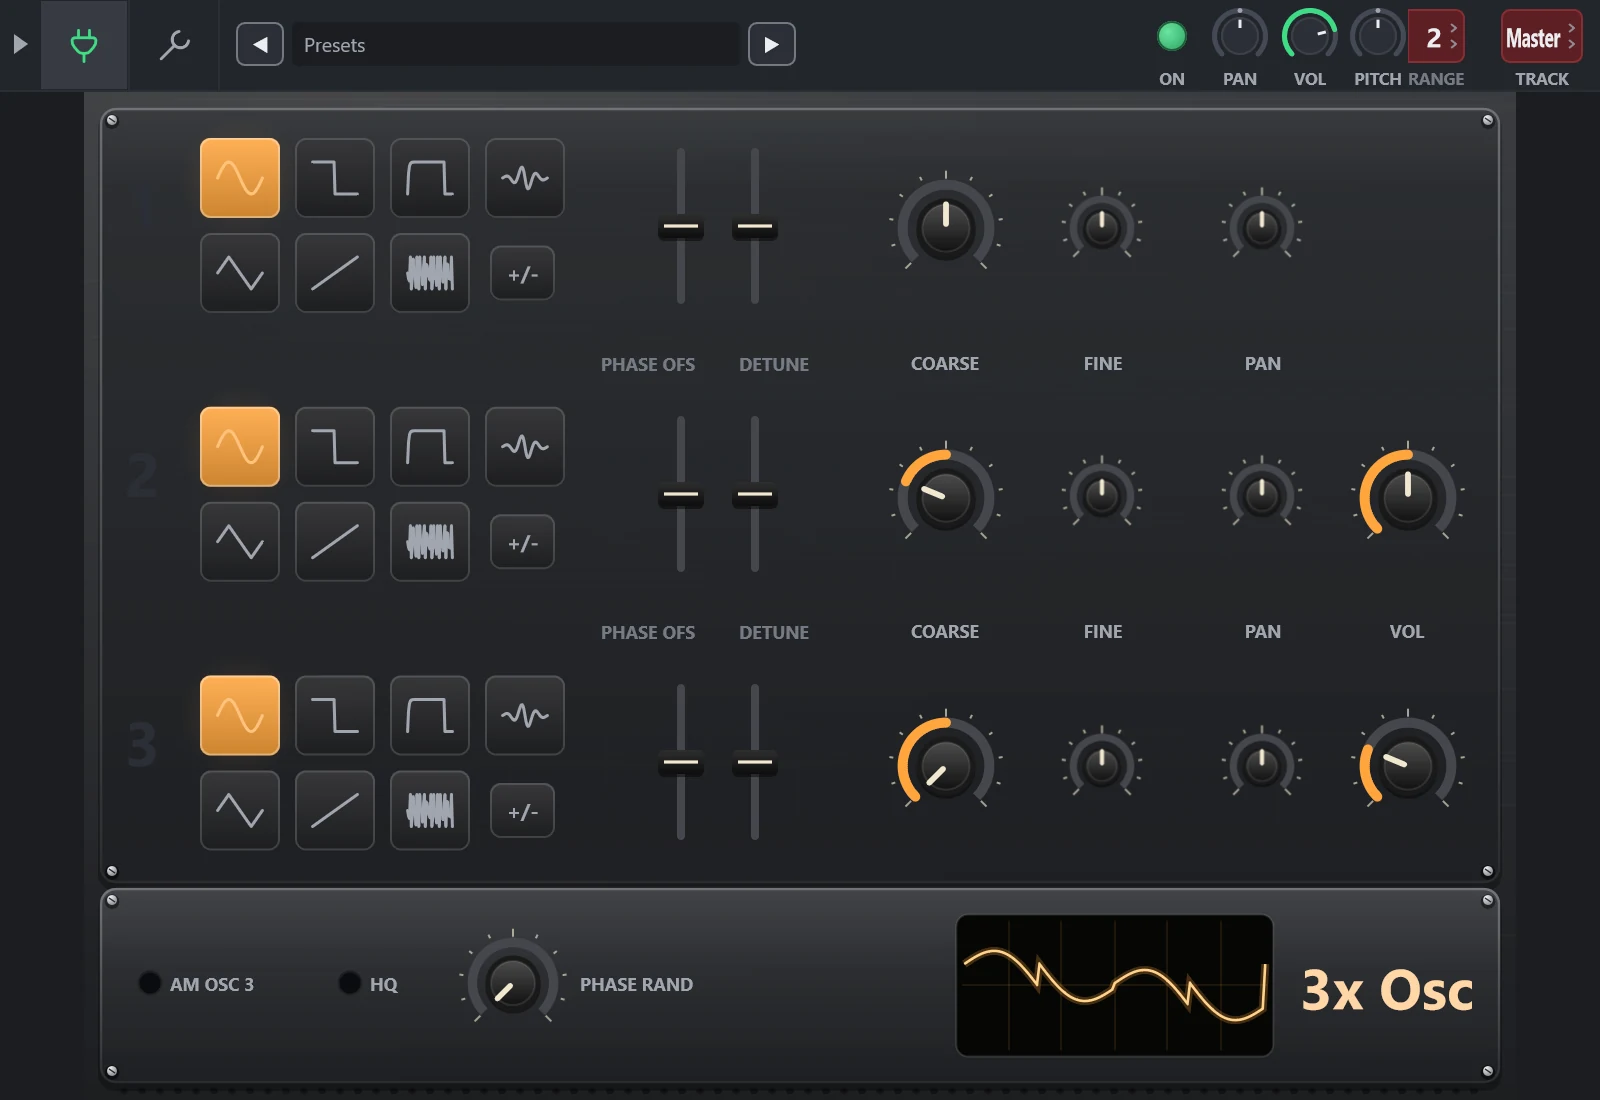 Presets
ON PAN VOL PITCH RANGE TRACK
2
Master
1
+/-
PHASE OFS DETUNE COARSE FINE PAN
2
+/-
PHASE OFS DETUNE COARSE FINE PAN VOL
3
+/-
AM OSC 3 HQ PHASE RAND
3x Osc